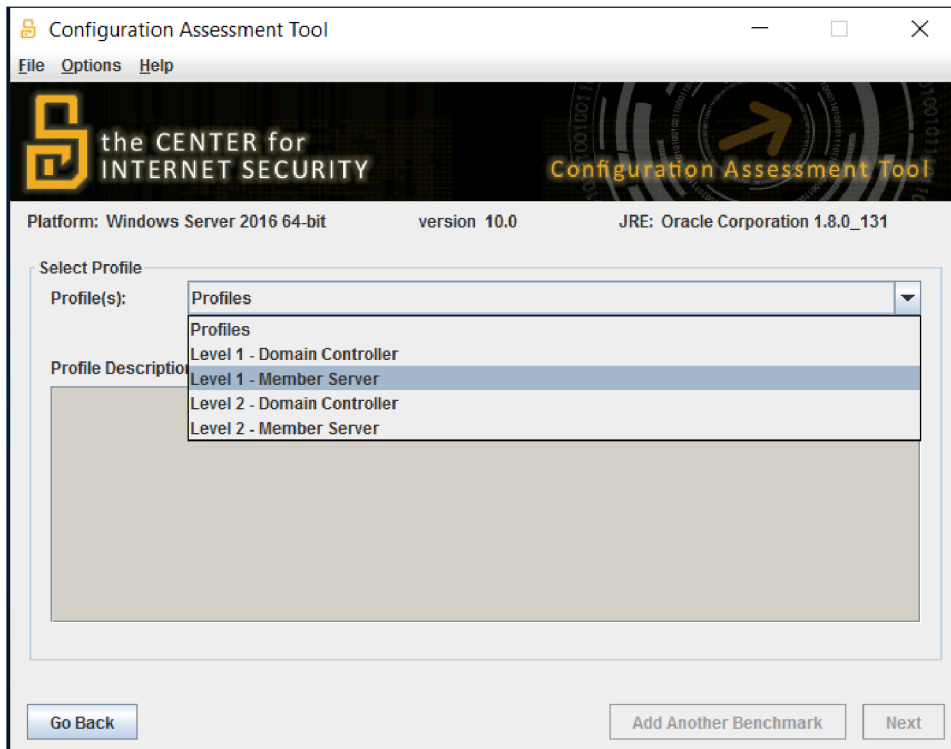 Configuration Assessment Tool
File Options Help
the CENTER for
INTERNET SECURITY
Configuration Assessment Tool
Platform: Windows Server 2016 64-bit version 10.0 JRE: Oracle Corporation 1.8.0_131
Select Profile
Profile(s): Profiles
Profiles
Level 1 - Domain Controller
Profile Description
Level 1 - Member Server
Level 2 - Domain Controller
Level 2 - Member Server
Go Back Add Another Benchmark Next